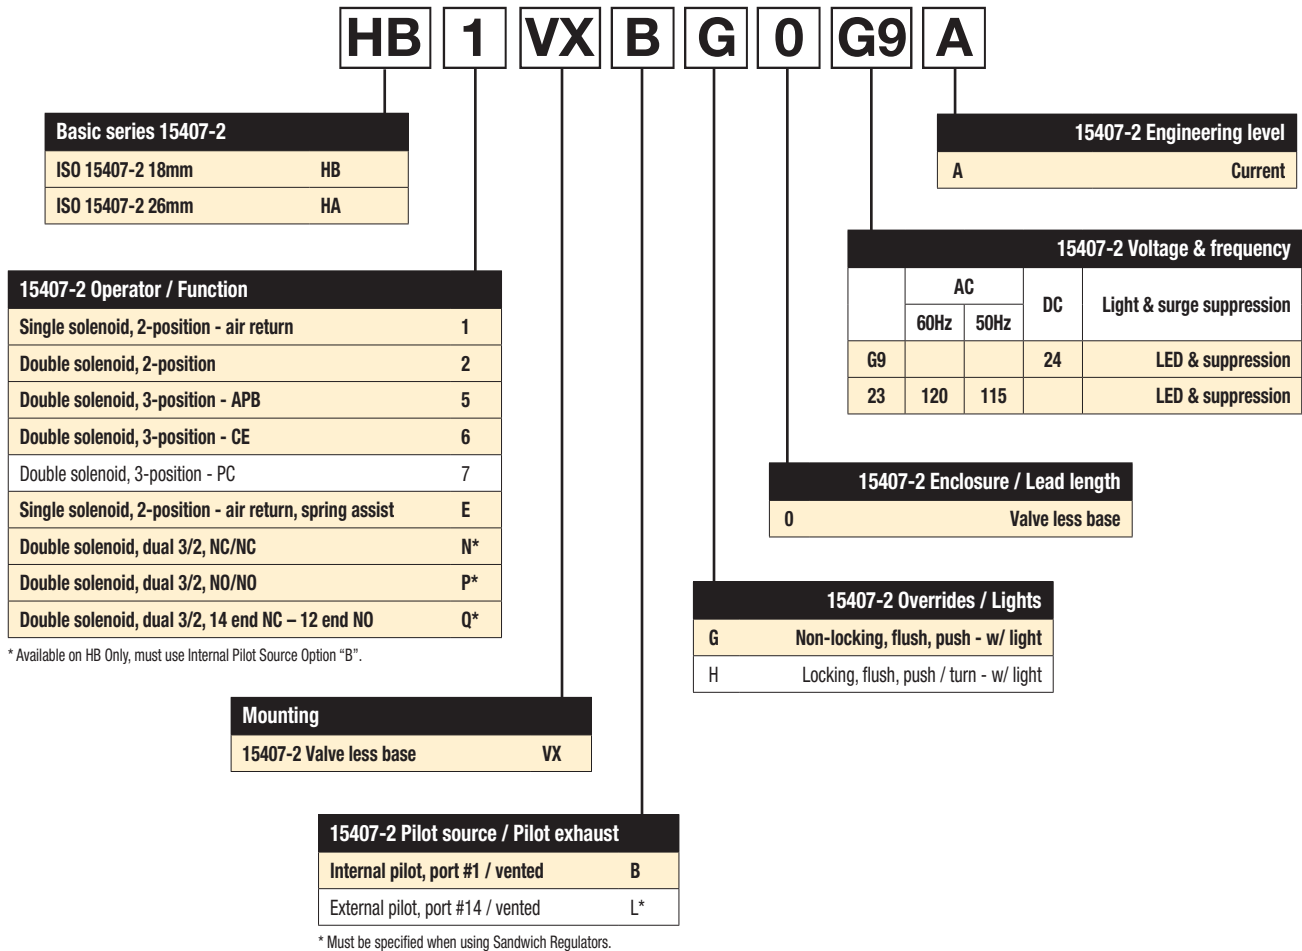 HB 1 VX B G 0 G9 A
Basic series 15407-2
ISO 15407-2 18mm HB
ISO 15407-2 26mm HA
15407-2 Engineering level
A Current
15407-2 Operator / Function
Single solenoid, 2-position - air return 1
Double solenoid, 2-position 2
Double solenoid, 3-position - APB 5
Double solenoid, 3-position - CE 6
Double solenoid, 3-position - PC 7
Single solenoid, 2-position - air return, spring assist E
Double solenoid, dual 3/2, NC/NC N*
Double solenoid, dual 3/2, NO/NO P*
Double solenoid, dual 3/2, 14 end NC – 12 end NO Q*
* Available on HB Only, must use Internal Pilot Source Option “B”.
15407-2 Voltage & frequency
AC DC Light & surge suppression
60Hz 50Hz
G9 24 LED & suppression
23 120 115 LED & suppression
15407-2 Enclosure / Lead length
0 Valve less base
15407-2 Overrides / Lights
G Non-locking, flush, push - w/ light
H Locking, flush, push / turn - w/ light
Mounting
15407-2 Valve less base VX
15407-2 Pilot source / Pilot exhaust
Internal pilot, port #1 / vented B
External pilot, port #14 / vented L*
* Must be specified when using Sandwich Regulators.